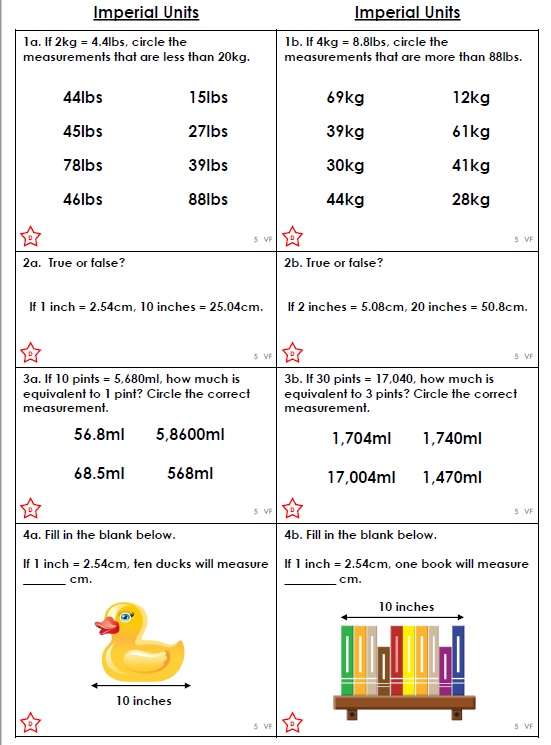 Imperial Units
Imperial Units
1a. If 2kg = 4.4lbs, circle the
measurements that are less than 20kg.
44lbs 15lbs
45lbs 27lbs
78lbs 39lbs
46lbs 88lbs
D
5 VF
1b. If 4kg = 8.8lbs, circle the
measurements that are more than 88lbs.
69kg 12kg
39kg 61kg
30kg 41kg
44kg 28kg
D
5 VF
2a. True or false?
If 1 inch = 2.54cm, 10 inches = 25.04cm.
D
5 VF
2b. True or false?
If 2 inches = 5.08cm, 20 inches = 50.8cm.
D
5 VF
3a. If 10 pints = 5,680ml, how much is
equivalent to 1 pint? Circle the correct
measurement.
56.8ml 5,8600ml
68.5ml 568ml
D
5 VF
3b. If 30 pints = 17,040, how much is
equivalent to 3 pints? Circle the correct
measurement.
1,704ml 1,740ml
17,004ml 1,470ml
D
5 VF
4a. Fill in the blank below.
If 1 inch = 2.54cm, ten ducks will measure
______ cm.
10 inches
D
5 VF
4b. Fill in the blank below.
If 1 inch = 2.54cm, one book will measure
_______ cm.
10 inches
D
5 VF